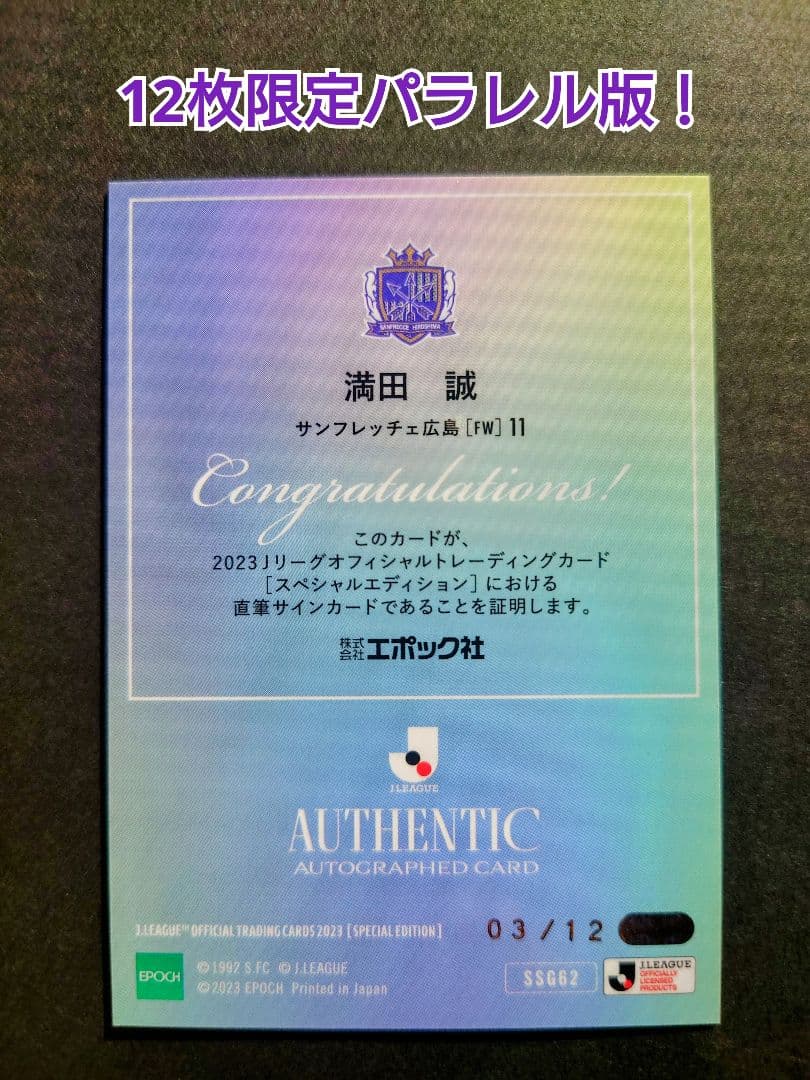 12枚限定パラレル版！
SANFRECCE HIROSHIMA
満田 誠
サンフレッチェ広島［FW］11
Congratulations!
このカードが、
2023Jリーグオフィシャルトレーディングカード
［スペシャルエディション］における
直筆サインカードであることを証明します。
株式会社エポック社
J.LEAGUE
AUTHENTIC
AUTOGRAPHED CARD
J.LEAGUE™ OFFICIAL TRADING CARDS 2023 [SPECIAL EDITION] 03/12
EPOCH
©1992 S.FC ©J.LEAGUE
©2023 EPOCH Printed in Japan
SSG62
J.LEAGUE
OFFICIALLY
LICENSED
PRODUCTS